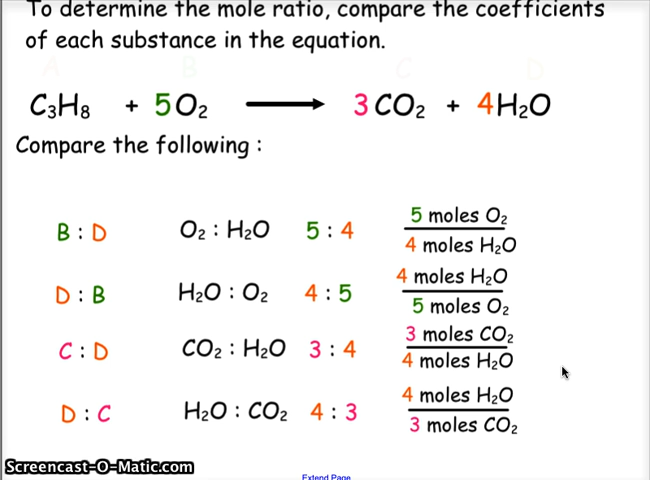 To determine the mole ratio, compare the coefficients
of each substance in the equation.
A B C D
C₃H₈ + 5O₂ ⟶ 3CO₂ + 4H₂O
Compare the following :
B : D O₂ : H₂O 5 : 4 5 moles O₂
4 moles H₂O
D : B H₂O : O₂ 4 : 5 4 moles H₂O
5 moles O₂
C : D CO₂ : H₂O 3 : 4 3 moles CO₂
4 moles H₂O
D : C H₂O : CO₂ 4 : 3 4 moles H₂O
3 moles CO₂
Screencast-O-Matic.com
Extend Page